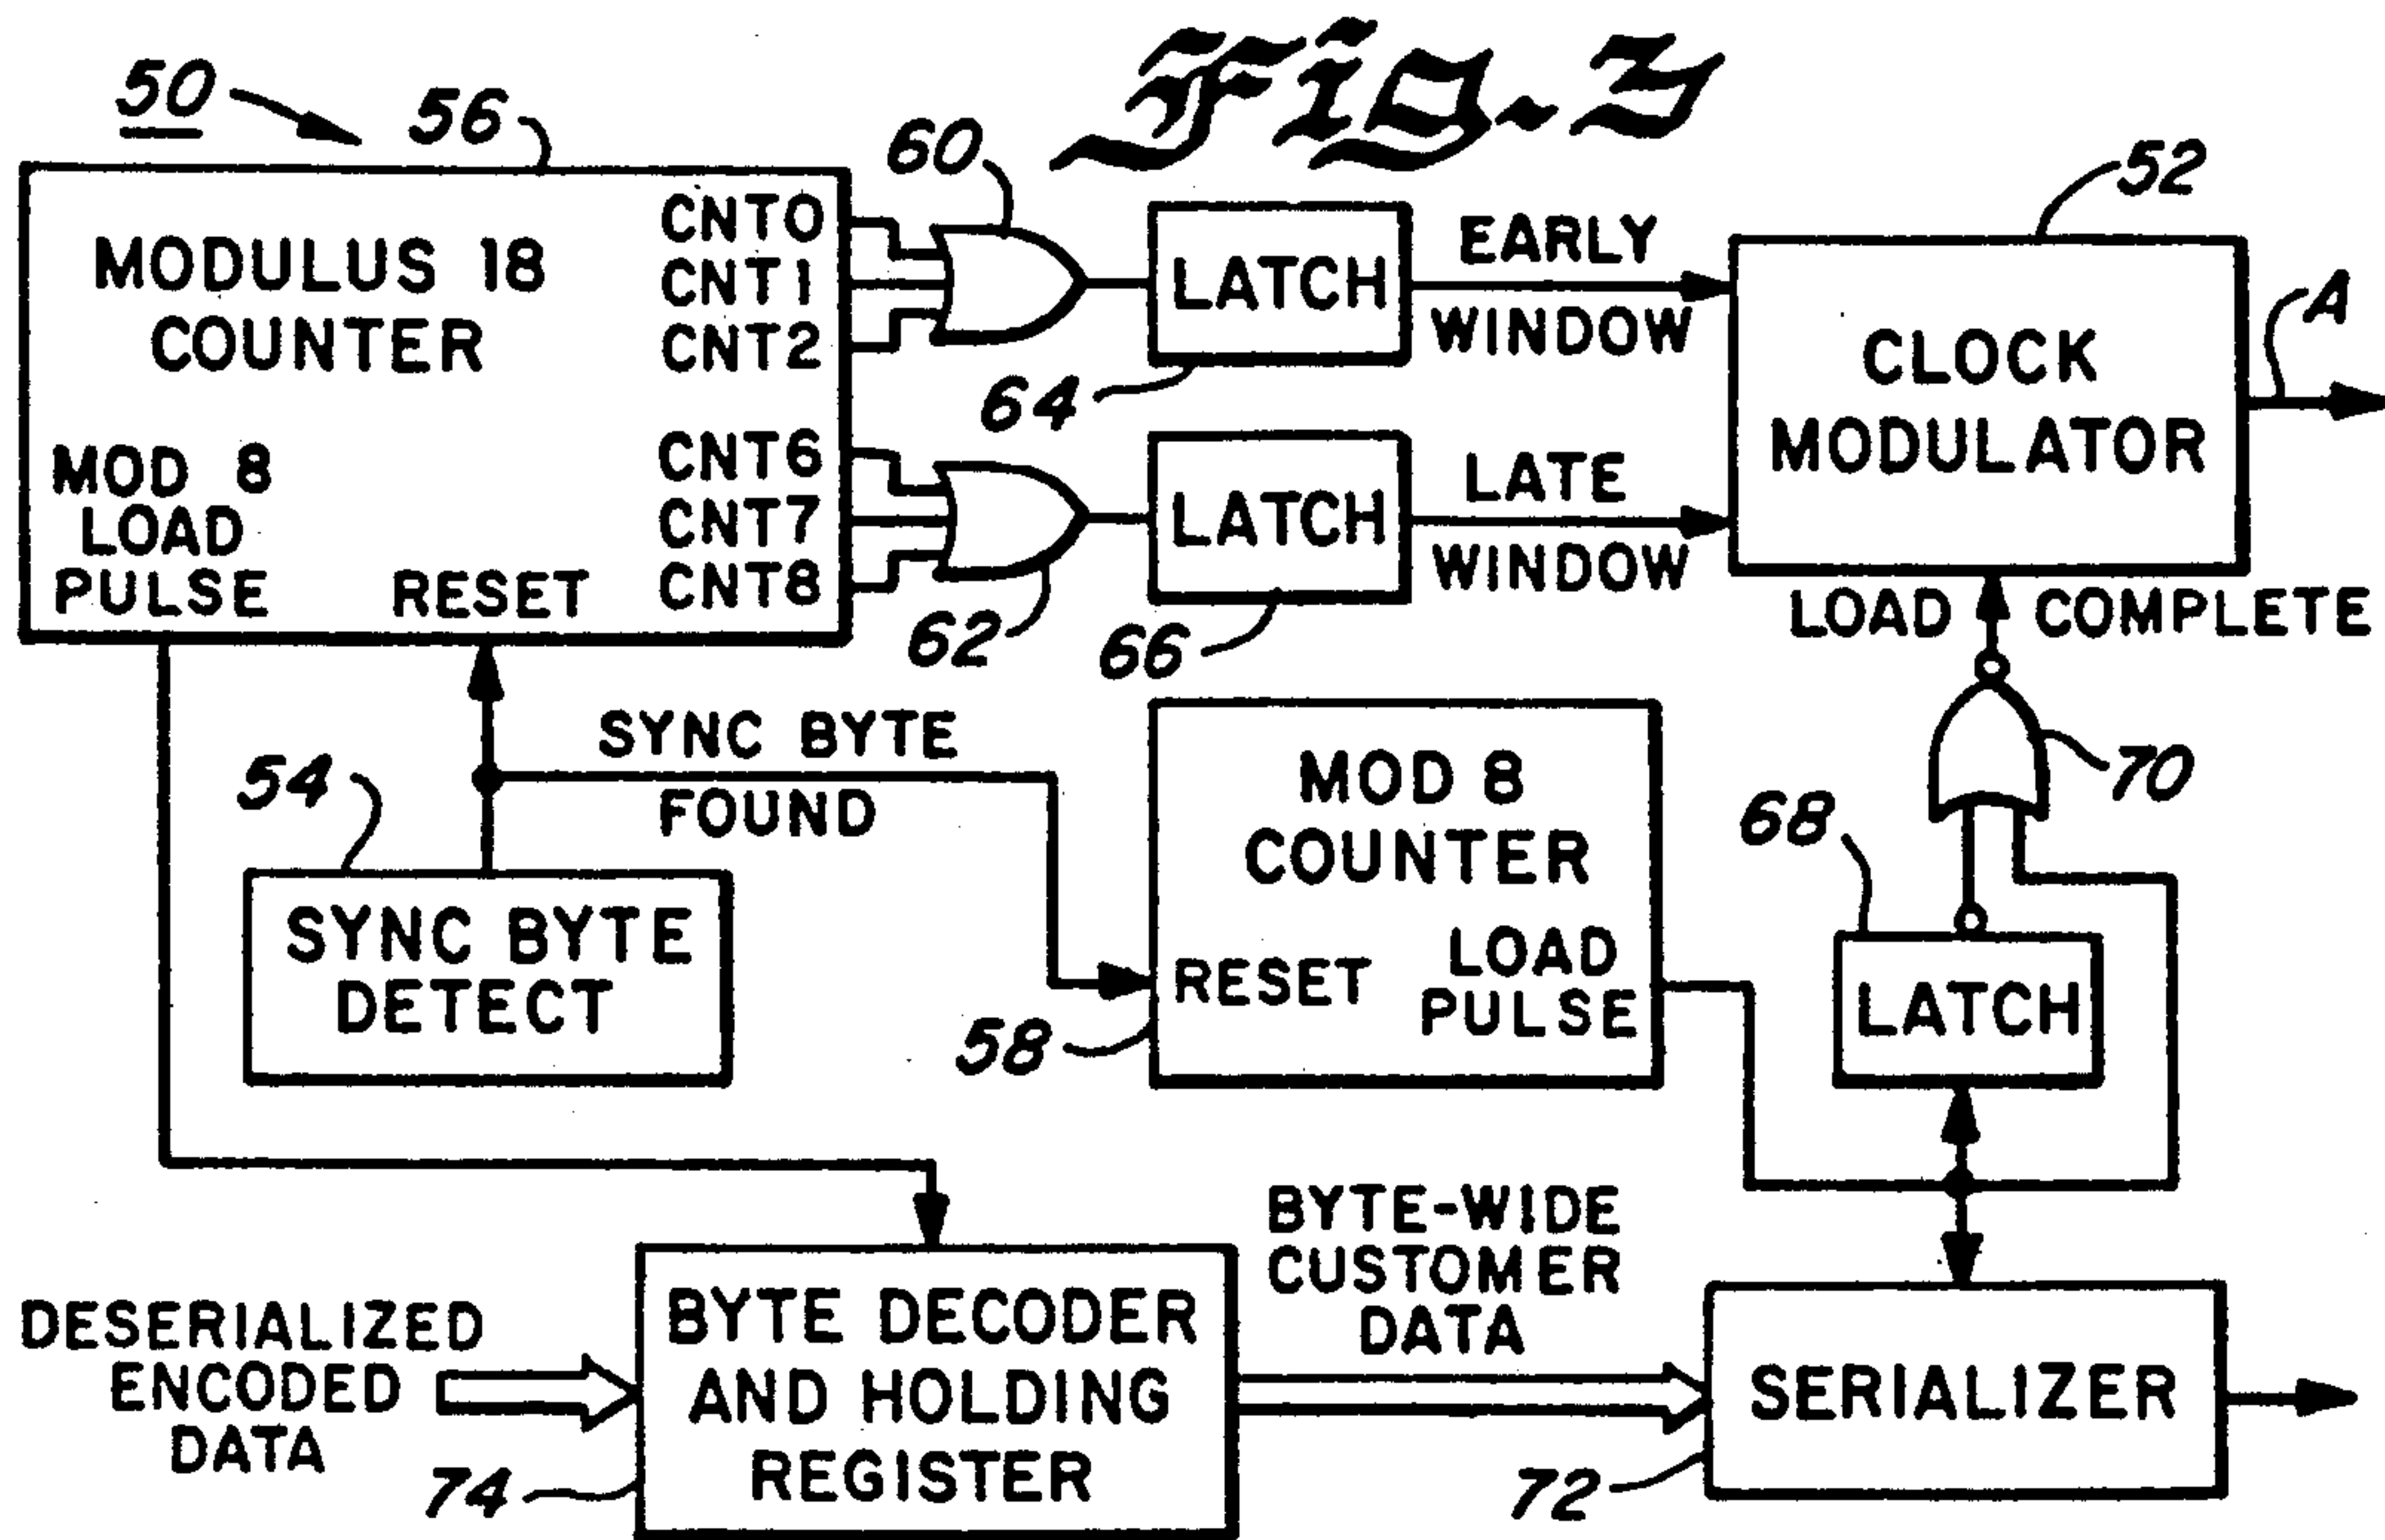 Fig. 3
50
56
60
52
MODULUS 18
COUNTER
CNT0
CNT1
CNT2
CNT6
CNT7
CNT8
MOD 8
LOAD
PULSE
RESET
LATCH
64
EARLY
WINDOW
CLOCK
MODULATOR
A
62
LATCH
66
LATE
WINDOW
LOAD COMPLETE
SYNC BYTE
FOUND
54
SYNC BYTE
DETECT
MOD 8
COUNTER
RESET
LOAD
PULSE
58
68
70
LATCH
DESERIALIZED
ENCODED
DATA
BYTE DECODER
AND HOLDING
REGISTER
74
BYTE-WIDE
CUSTOMER
DATA
SERIALIZER
72